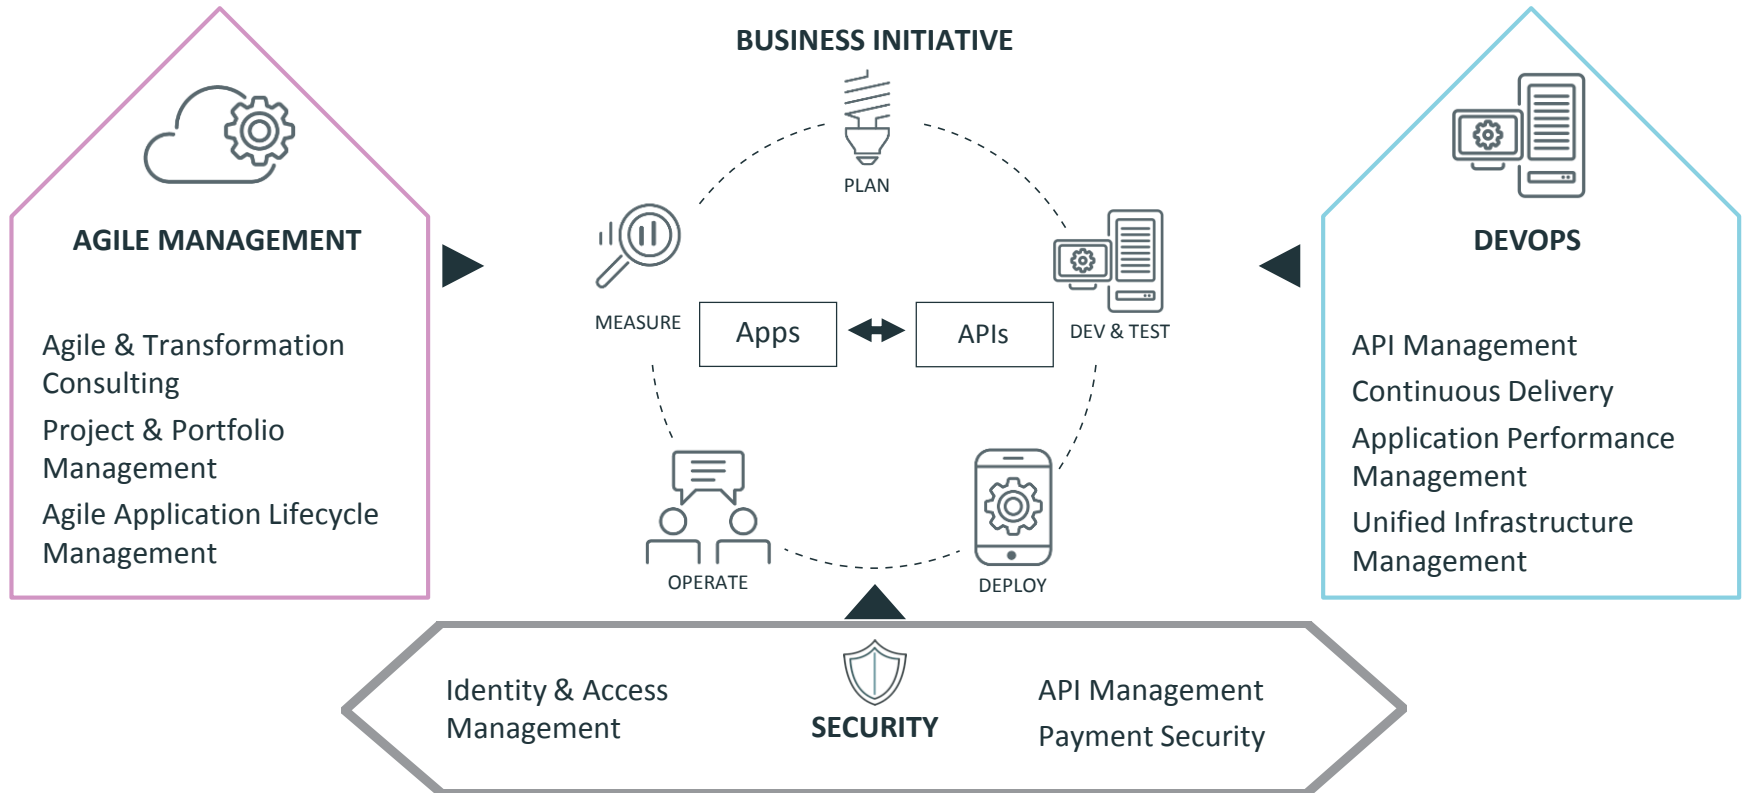 BUSINESS INITIATIVE
PLAN
MEASURE
DEV & TEST
Apps
APIs
OPERATE
DEPLOY
AGILE MANAGEMENT
Agile & Transformation
Consulting
Project & Portfolio
Management
Agile Application Lifecycle
Management
DEVOPS
API Management
Continuous Delivery
Application Performance
Management
Unified Infrastructure
Management
Identity & Access
Management
SECURITY
API Management
Payment Security